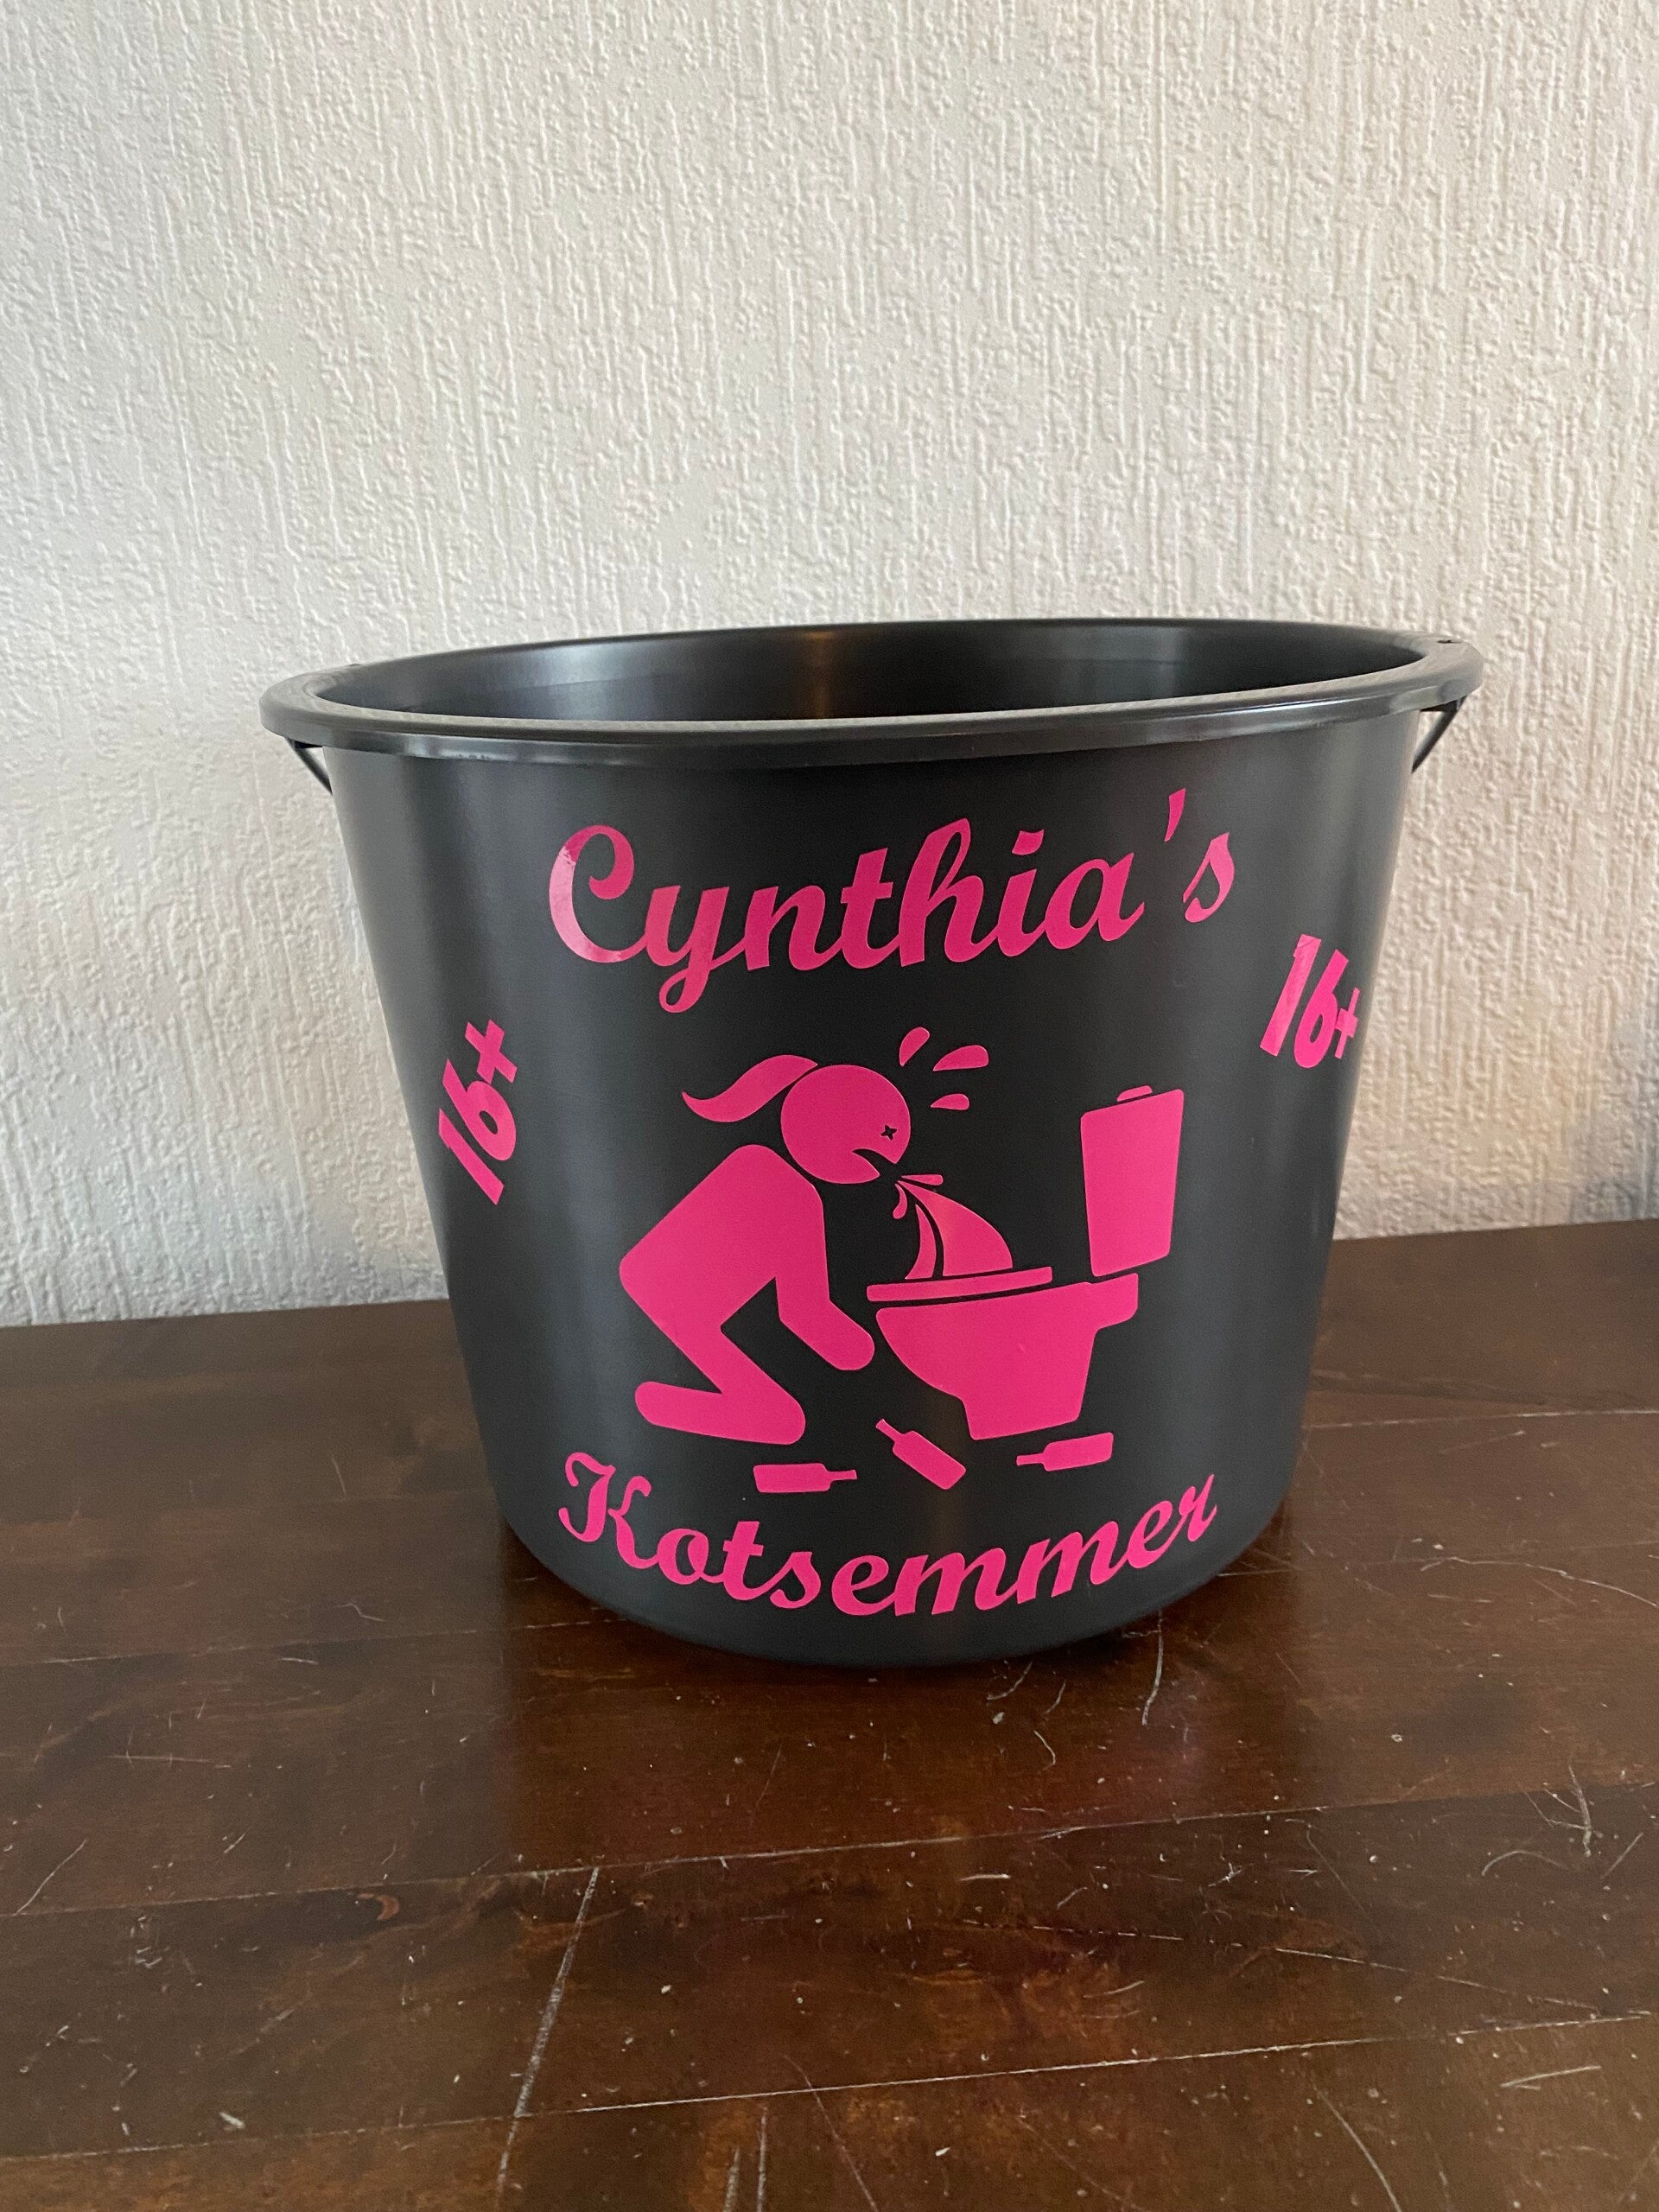 Cynthia's
16+
16+
Kotsemmer